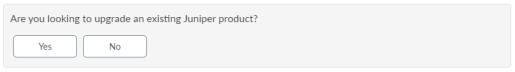 Are you looking to upgrade an existing Juniper product?
Yes No